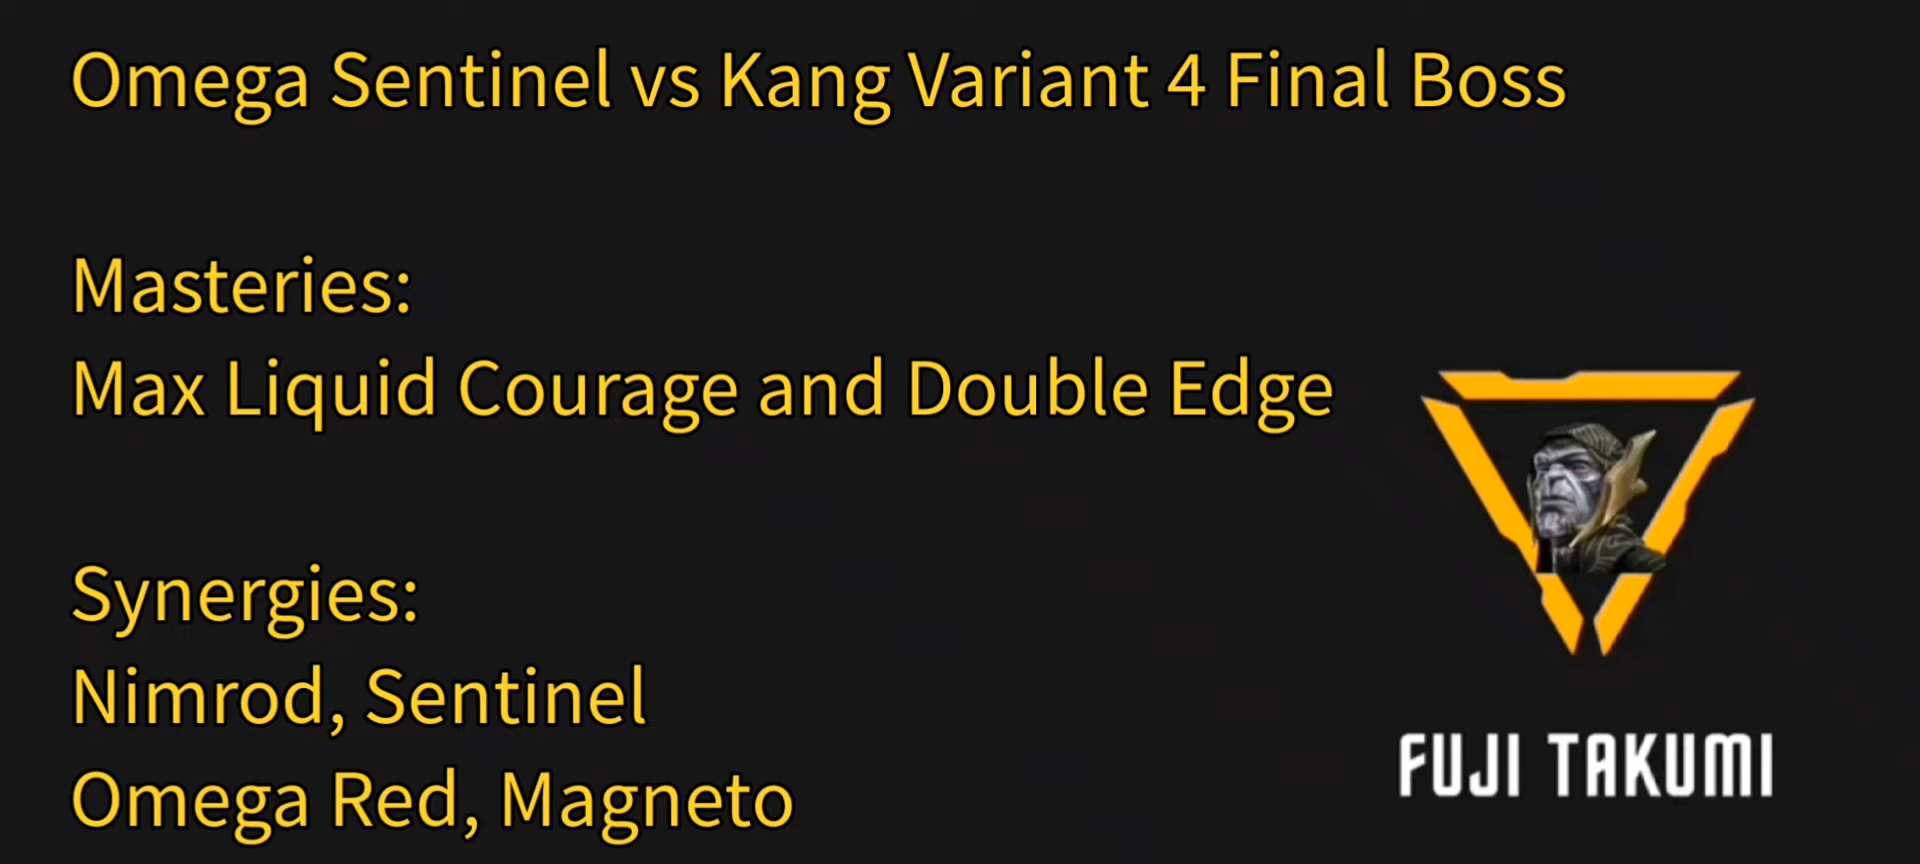 Omega Sentinel vs Kang Variant 4 Final Boss
Masteries:
Max Liquid Courage and Double Edge
Synergies:
Nimrod, Sentinel
Omega Red, Magneto
FUJI TAKUMI